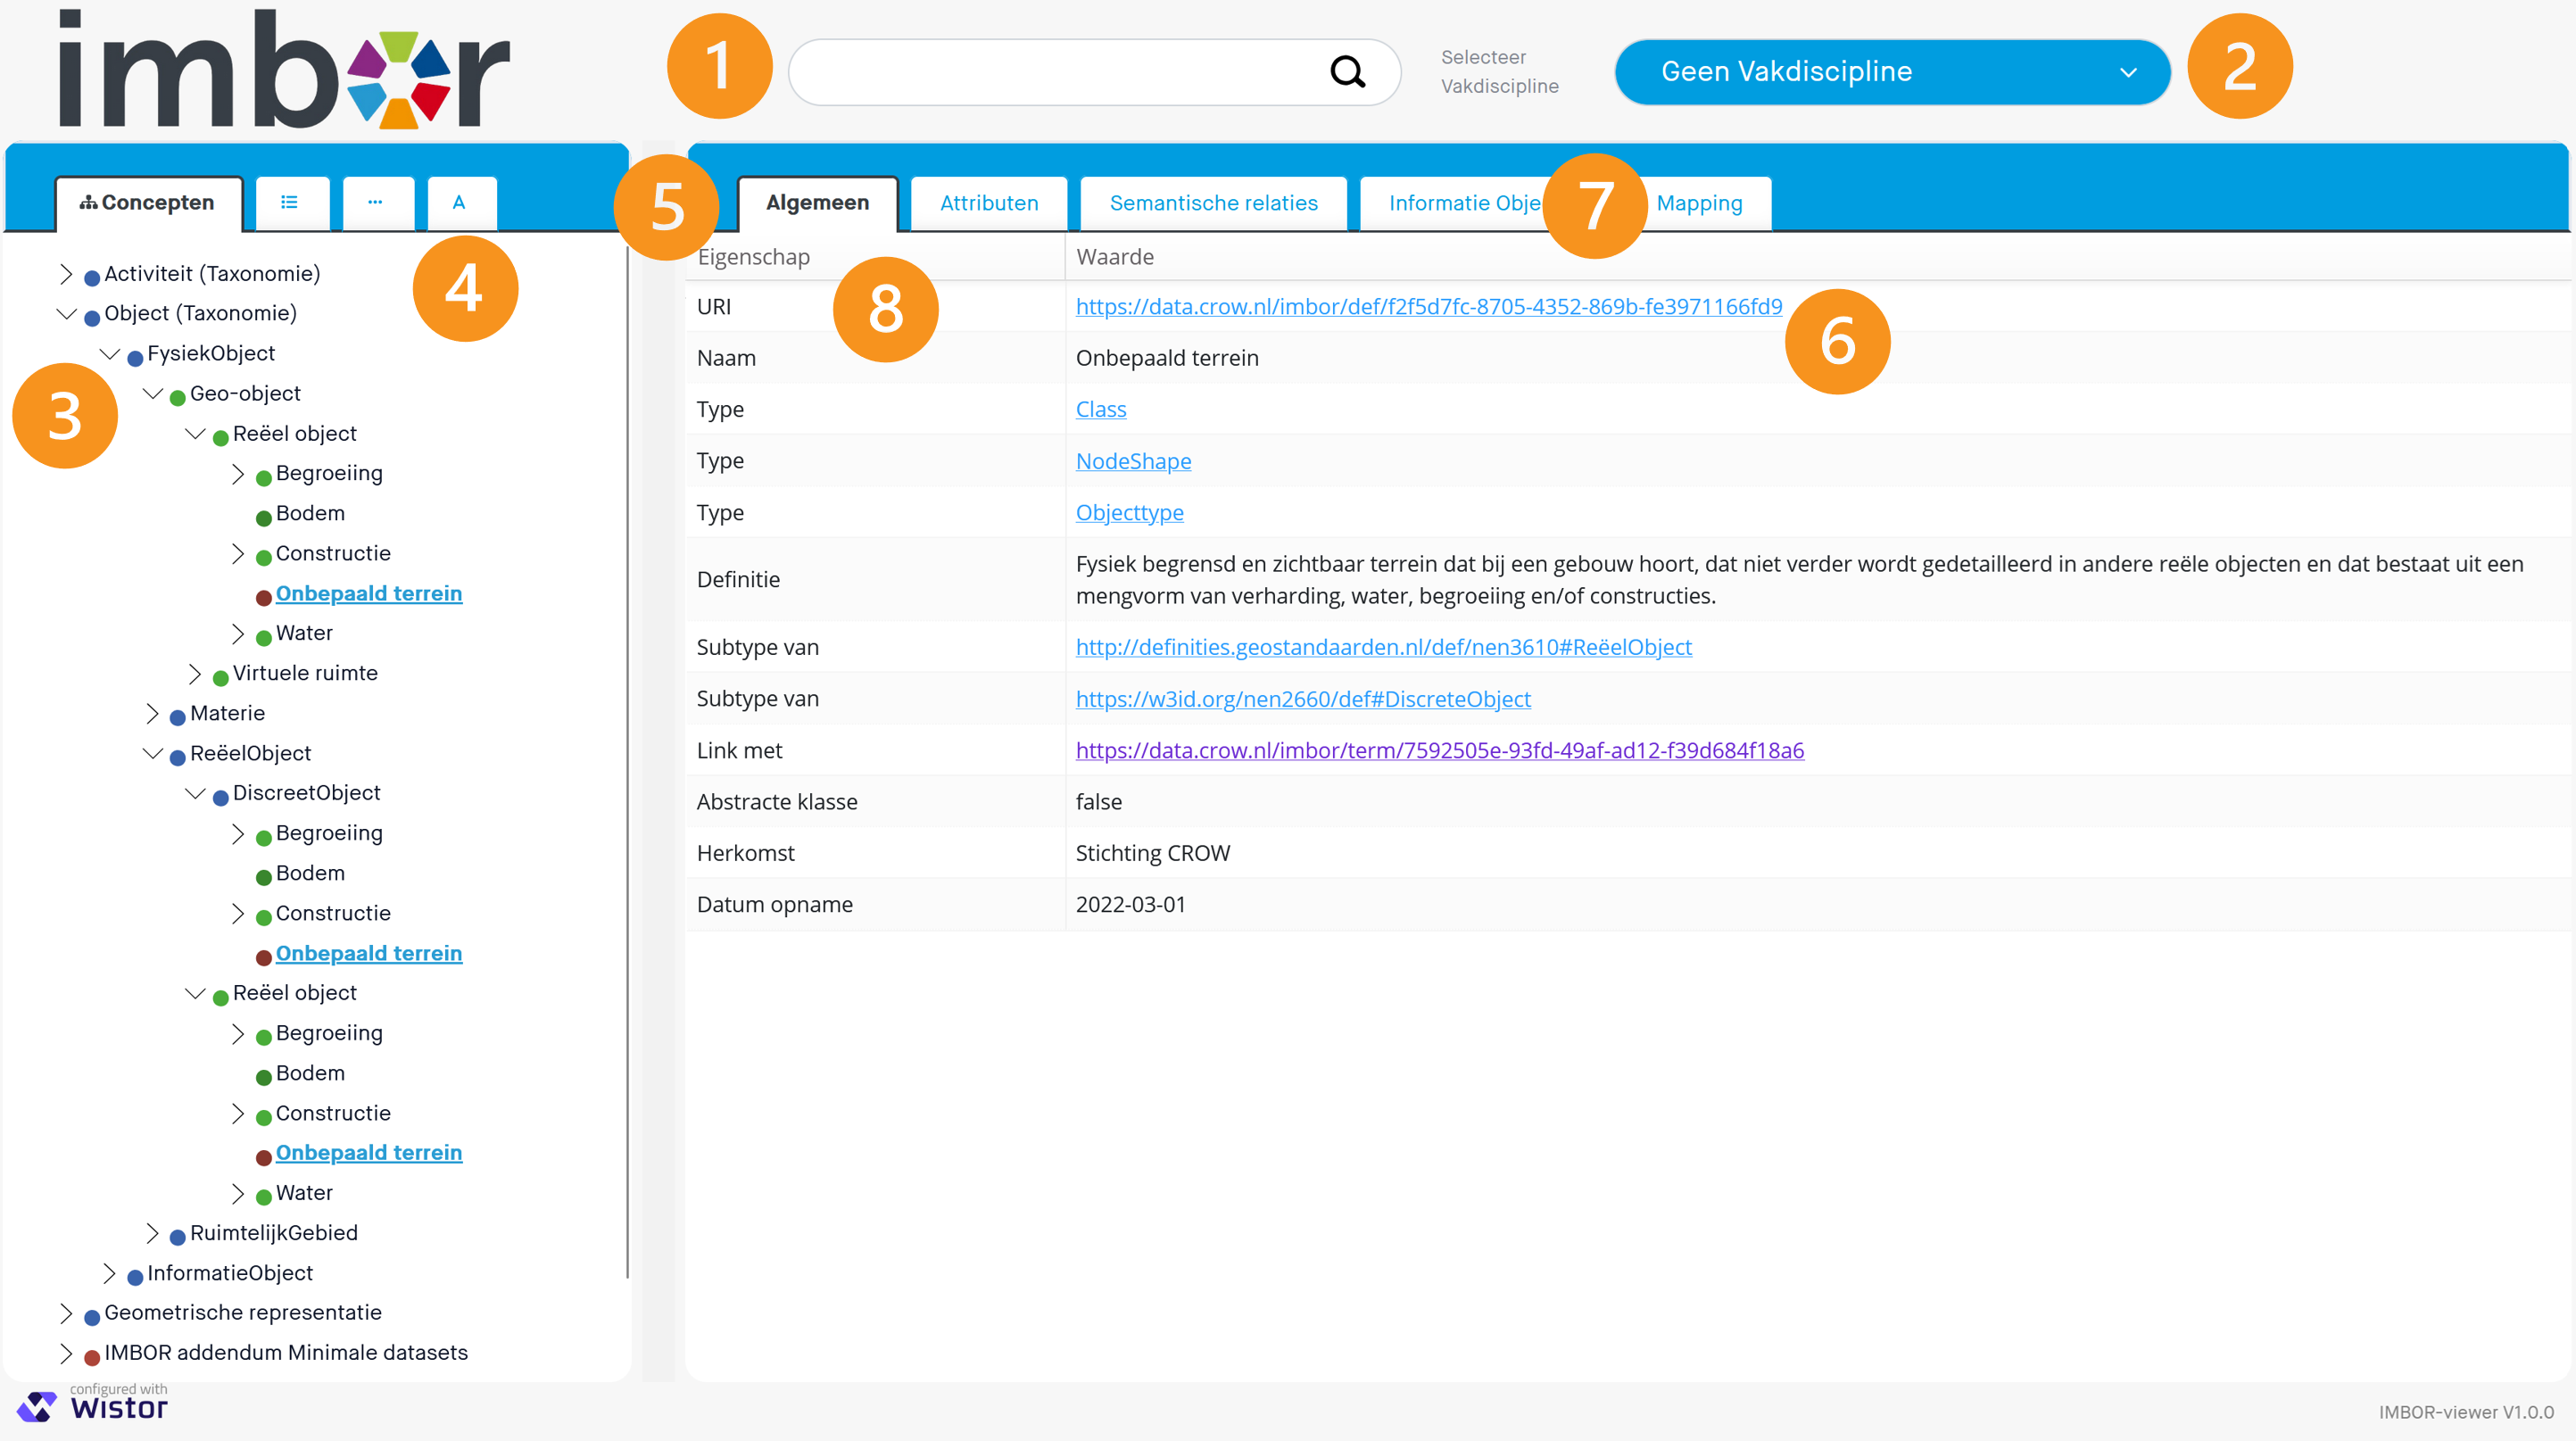 imbor
1
Selecteer
Vakdiscipline
Geen Vakdiscipline
2
Concepten
A
5
Algemeen
Attributen
Semantische relaties
Informatie Obje
7
Mapping
4
3
Activiteit (Taxonomie)
Object (Taxonomie)
FysiekObject
Geo-object
Reëel object
Begroeiing
Bodem
Constructie
Onbepaald terrein
Water
Virtuele ruimte
Materie
ReëelObject
DiscreetObject
Begroeiing
Bodem
Constructie
Onbepaald terrein
Reëel object
Begroeiing
Bodem
Constructie
Onbepaald terrein
Water
RuimtelijkGebied
InformatieObject
Geometrische representatie
IMBOR addendum Minimale datasets
Eigenschap Waarde
8
URI https://data.crow.nl/imbor/def/f2f5d7fc-8705-4352-869b-fe3971166fd9
6
Naam Onbepaald terrein
Type Class
Type NodeShape
Type Objecttype
Definitie Fysiek begrensd en zichtbaar terrein dat bij een gebouw hoort, dat niet verder wordt gedetailleerd in andere reële objecten en dat bestaat uit een
mengvorm van verharding, water, begroeiing en/of constructies.
Subtype van http://definities.geostandaarden.nl/def/nen3610#ReëelObject
Subtype van https://w3id.org/nen2660/def#DiscreteObject
Link met https://data.crow.nl/imbor/term/7592505e-93fd-49af-ad12-f39d684f18a6
Abstracte klasse false
Herkomst Stichting CROW
Datum opname 2022-03-01
configured with
Wistor
IMBOR-viewer V1.0.0